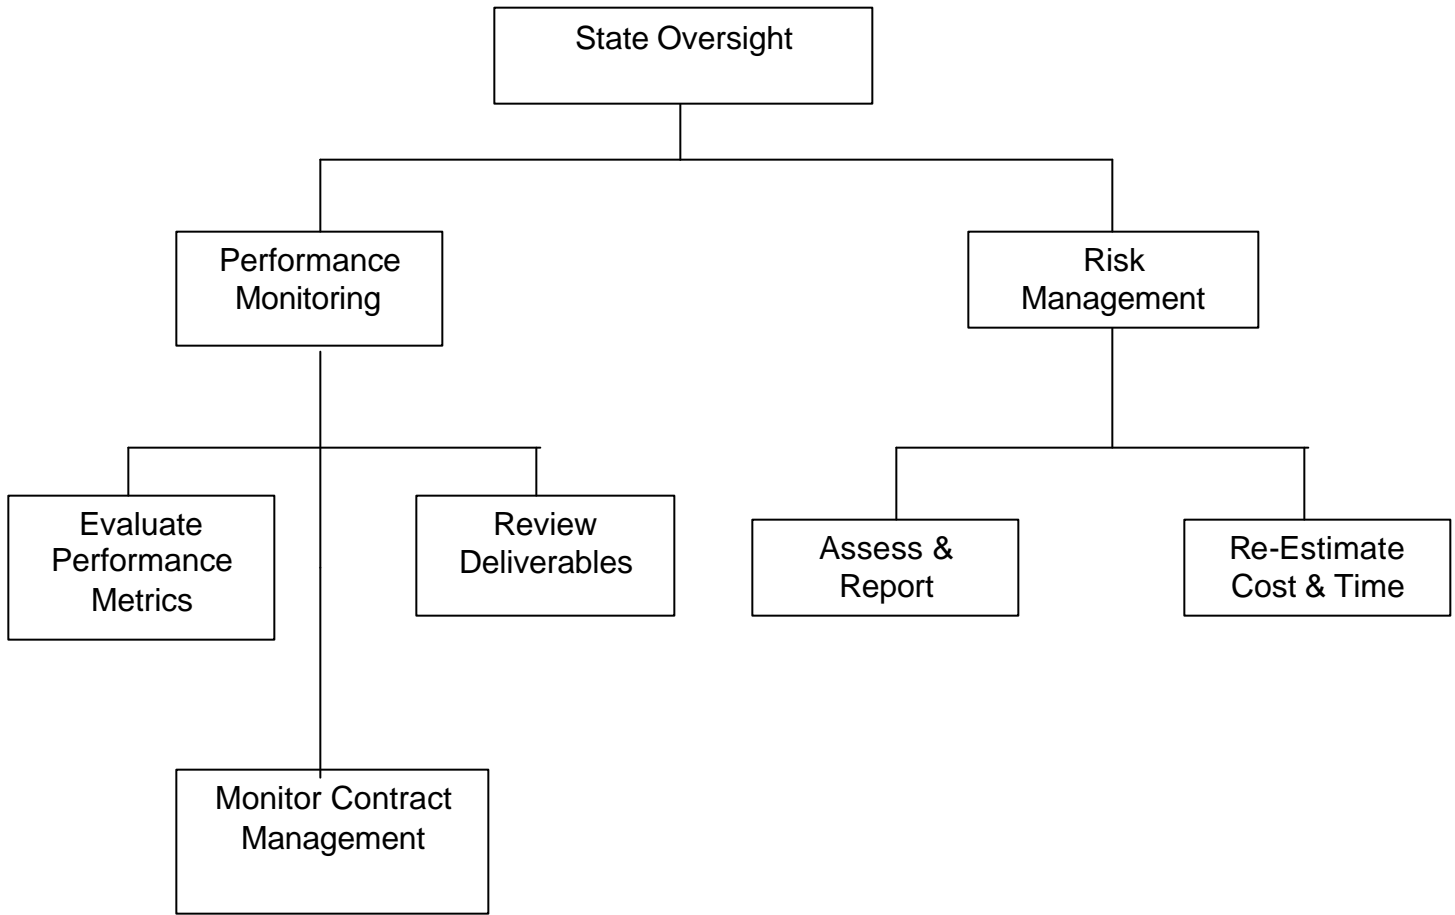 State Oversight
Performance
Monitoring
Risk
Management
Evaluate
Performance
Metrics
Review
Deliverables
Assess &
Report
Re-Estimate
Cost & Time
Monitor Contract
Management